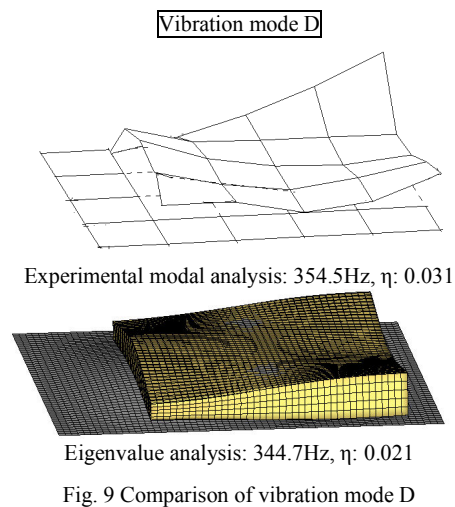 Vibration mode D
Experimental modal analysis: 354.5Hz, η: 0.031
Eigenvalue analysis: 344.7Hz, η: 0.021
Fig. 9 Comparison of vibration mode D